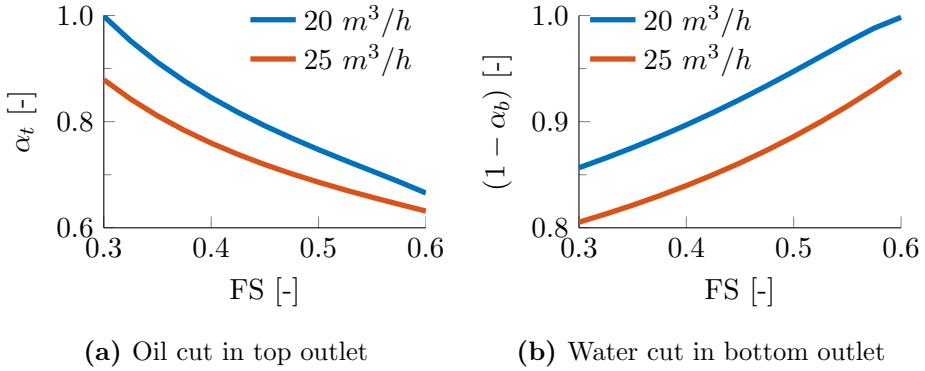 1.0
0.8
0.6
α_t [-]
20 m³/h
25 m³/h
0.3 0.4 0.5 0.6
FS [-]
(a) Oil cut in top outlet
1.0
0.9
0.8
(1 − α_b) [-]
20 m³/h
25 m³/h
0.3 0.4 0.5 0.6
FS [-]
(b) Water cut in bottom outlet